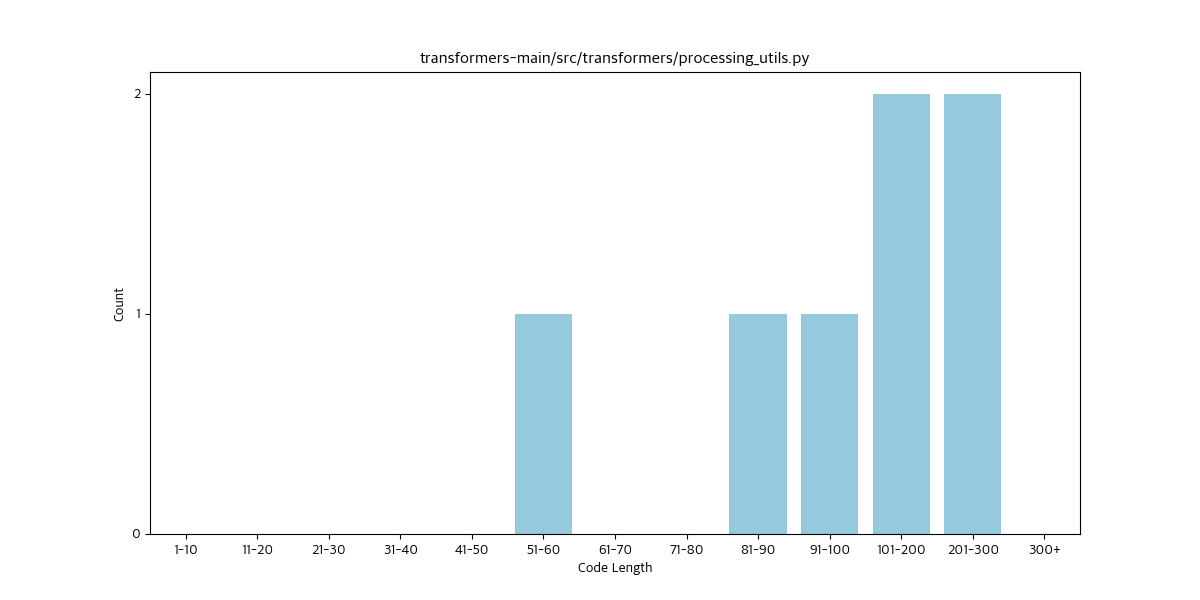 transformers-main/src/transformers/processing_utils.py
Count
2
1
0
1-10 11-20 21-30 31-40 41-50 51-60 61-70 71-80 81-90 91-100 101-200 201-300 300+
Code Length